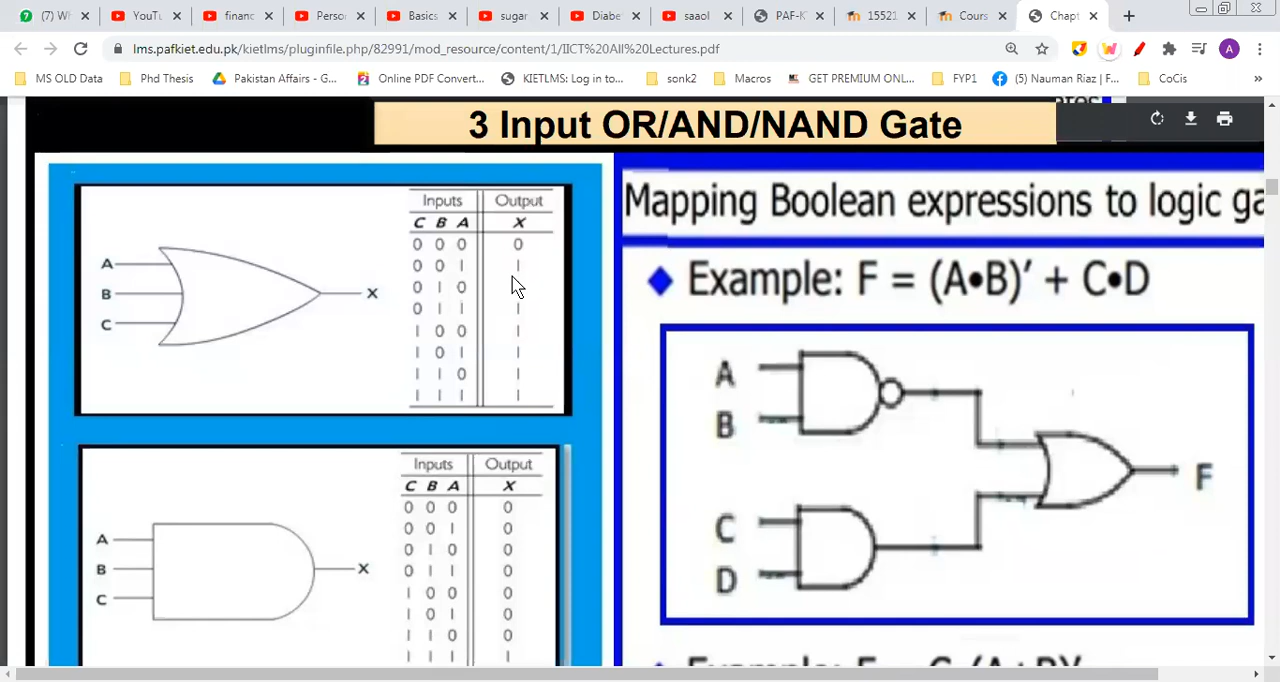 7 Wh
YouTu
financ
Perso
Basics
sugar
Diabe
saaol
PAF-K
15521
Cours
Chapt
lms.pafkiet.edu.pk/kietlms/pluginfile.php/82991/mod_resource/content/1/IICT%20All%20Lectures.pdf
A
MS OLD Data
Phd Thesis
Pakistan Affairs - G...
Online PDF Convert...
KIETLMS: Log in to...
sonk2
Macros
GET PREMIUM ONL...
FYP1
(5) Nauman Riaz | F...
CoCis
»
3 Input OR/AND/NAND Gate
Inputs Output
C B A X
0 0 0 0
0 0 1 1
0 1 0
0 1 1 1
1 0 0 1
1 0 1 1
1 1 0 1
1 1 1 1
A
B
C
X
Inputs Output
C B A X
0 0 0 0
0 0 1 0
0 1 0 0
0 1 1 0
1 0 0 0
1 0 1 0
1 1 0 0
1 1 1 1
A
B
C
X
Mapping Boolean expressions to logic ga
Example: F = (A•B)′ + C•D
A
B
C
D
F